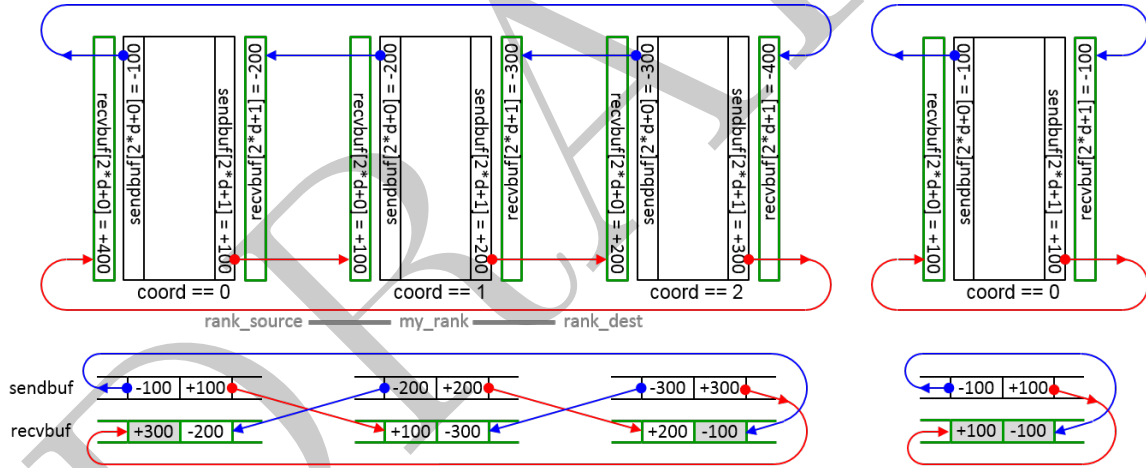 recvbuf[2*d+0] = +400
sendbuf[2*d+0] = -100
sendbuf[2*d+1] = +100
recvbuf[2*d+1] = -200
recvbuf[2*d+0] = +100
sendbuf[2*d+0] = -200
sendbuf[2*d+1] = +200
recvbuf[2*d+1] = -300
recvbuf[2*d+0] = +200
sendbuf[2*d+0] = -300
sendbuf[2*d+1] = +300
recvbuf[2*d+1] = -400
recvbuf[2*d+0] = +100
sendbuf[2*d+0] = -100
sendbuf[2*d+1] = +100
recvbuf[2*d+1] = -100
coord == 0 coord == 1 coord == 2 coord == 0
rank_source my_rank rank_dest
sendbuf -100 +100 -200 +200 -300 +300 -100 +100
recvbuf +300 -200 +100 -300 +200 -100 +100 -100
DRA